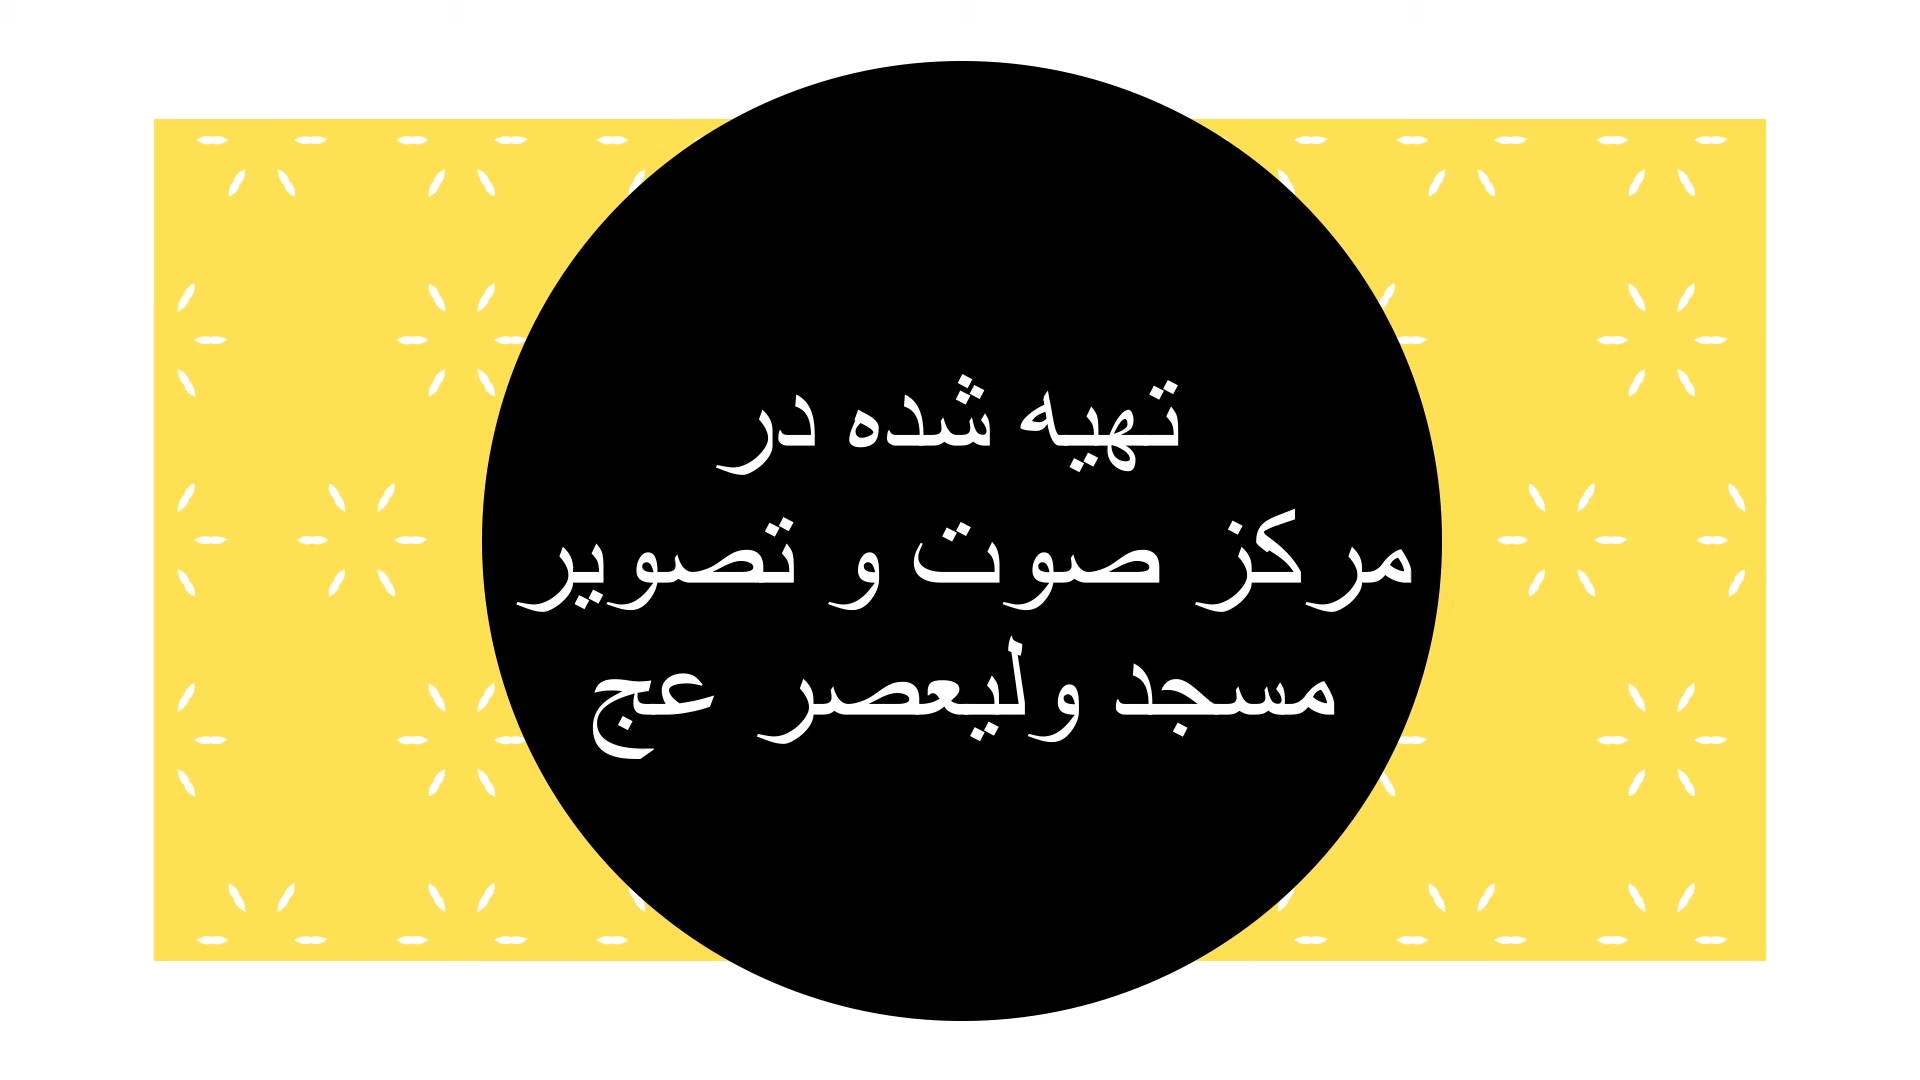 تهیه شده در
مرکز صوت و تصویر
مسجد ولیعصر عج